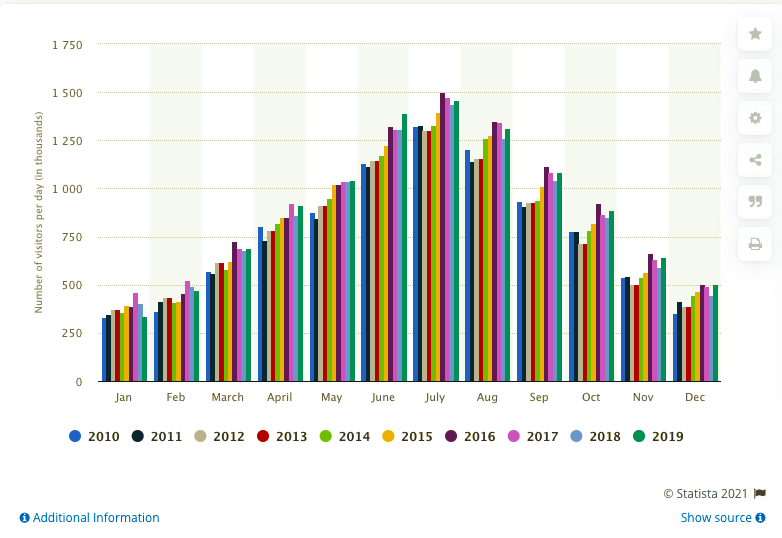 1 750
1 500
1 250
1 000
750
500
250
0
Number of visitors per day (in thousands)
Jan Feb March April May June July Aug Sep Oct Nov Dec
2010 2011 2012 2013 2014 2015 2016 2017 2018 2019
© Statista 2021
Additional Information Show source